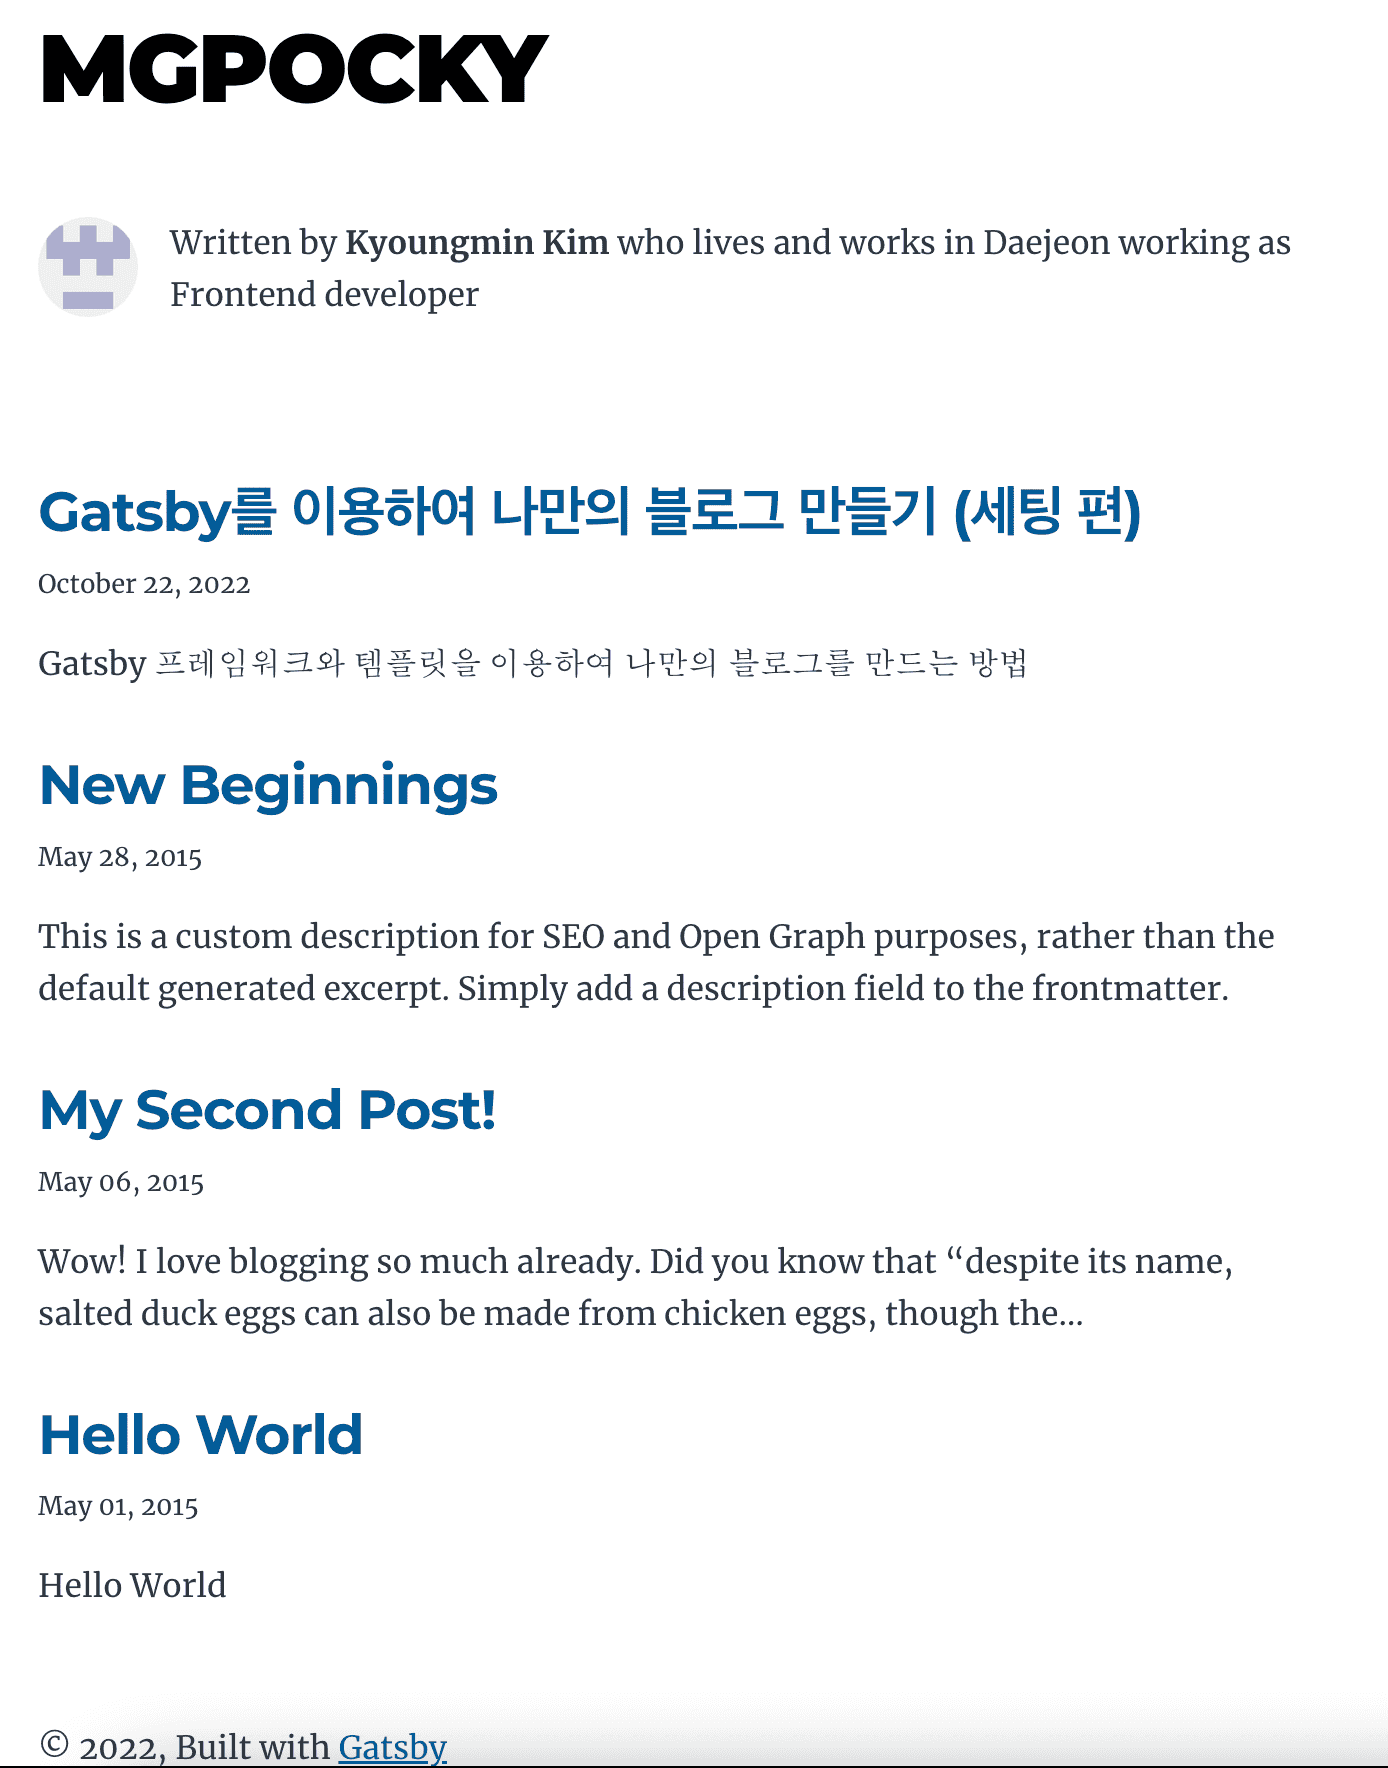 MGPOCKY
Written by Kyoungmin Kim who lives and works in Daejeon working as
Frontend developer
Gatsby를 이용하여 나만의 블로그 만들기 (세팅 편)
October 22, 2022
Gatsby 프레임워크와 템플릿을 이용하여 나만의 블로그를 만드는 방법
New Beginnings
May 28, 2015
This is a custom description for SEO and Open Graph purposes, rather than the
default generated excerpt. Simply add a description field to the frontmatter.
My Second Post!
May 06, 2015
Wow! I love blogging so much already. Did you know that “despite its name,
salted duck eggs can also be made from chicken eggs, though the…
Hello World
May 01, 2015
Hello World
© 2022, Built with Gatsby